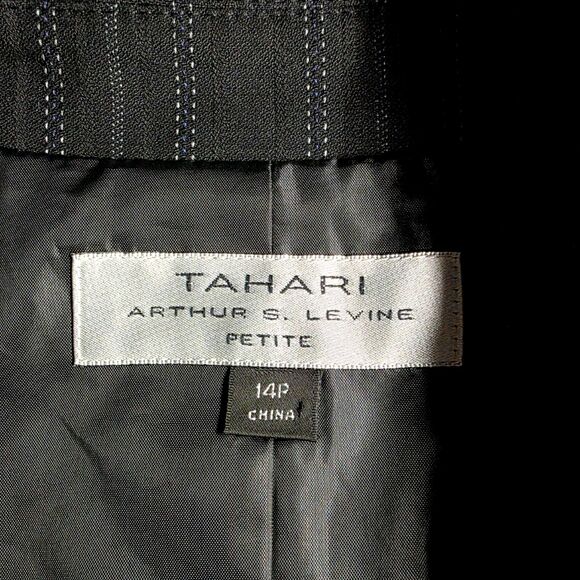 TAHARI
ARTHUR S. LEVINE
PETITE
14P
CHINA